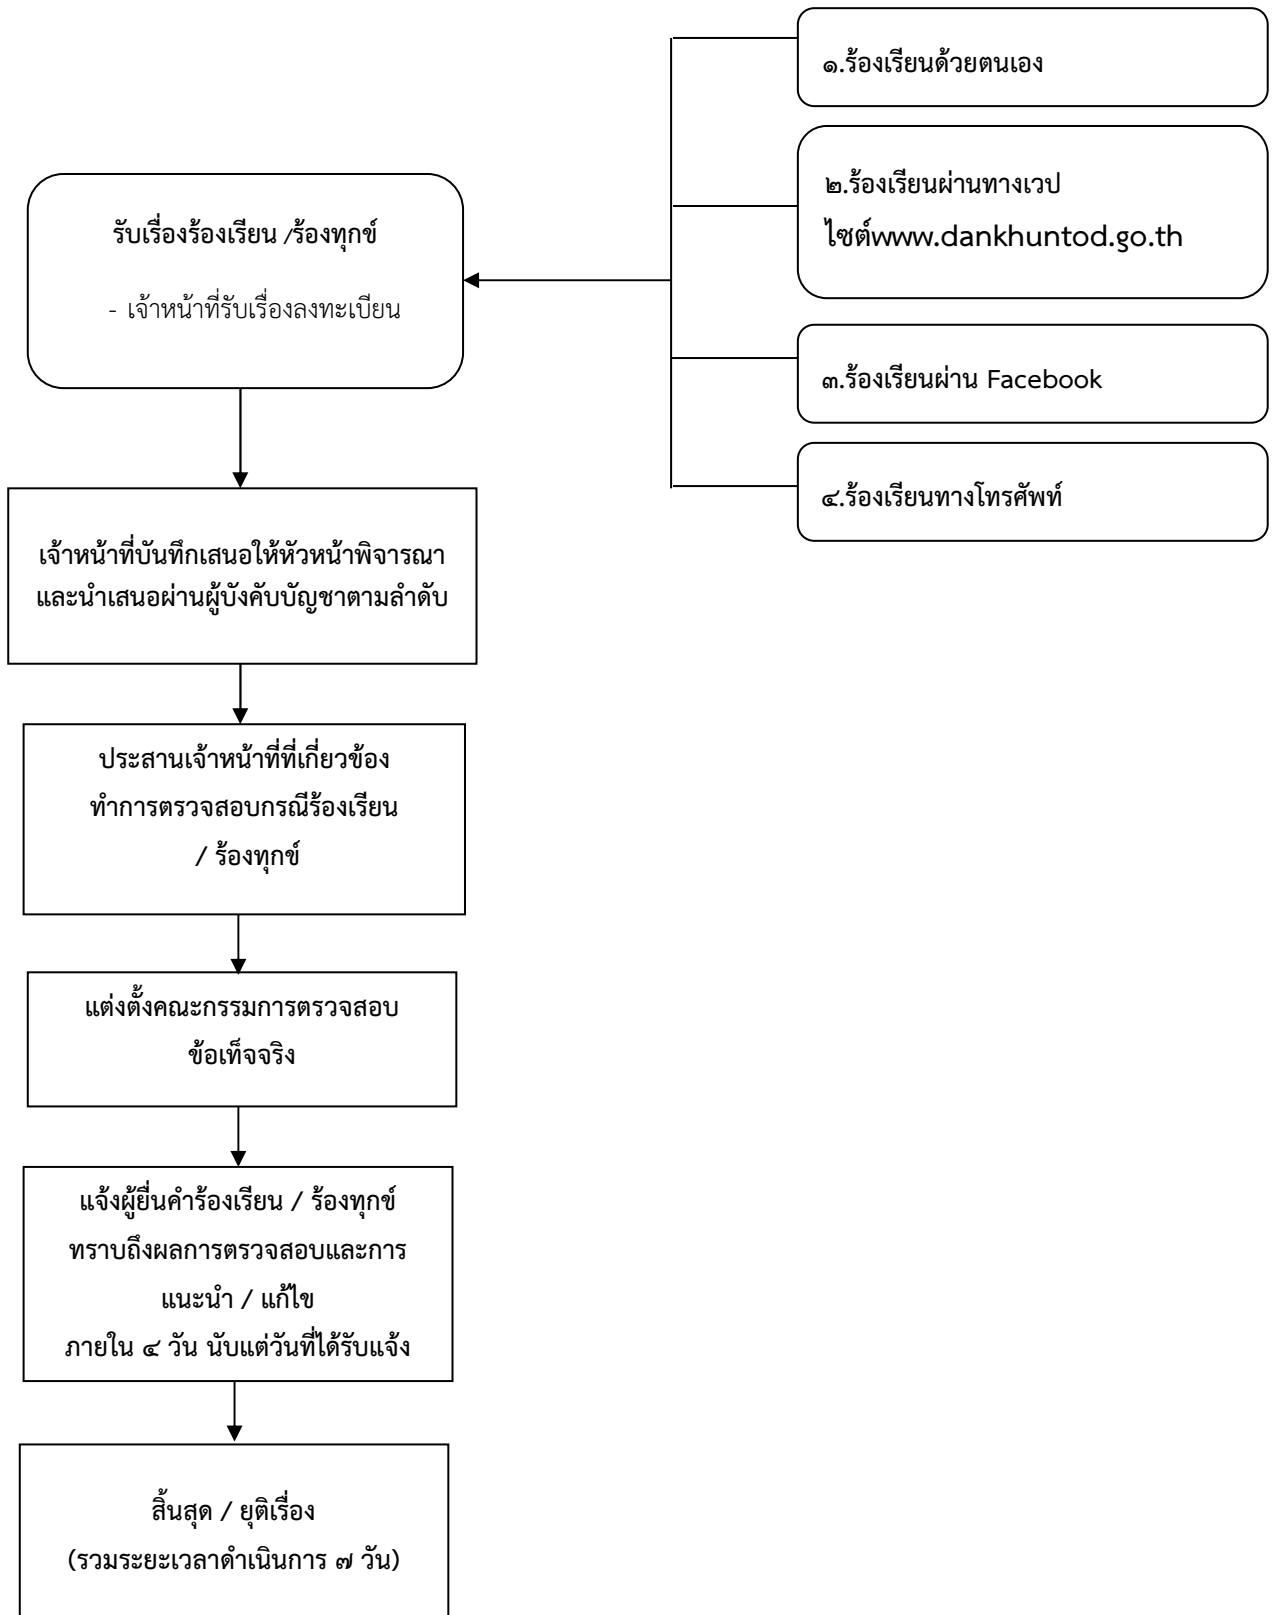 ๑.ร้องเรียนด้วยตนเอง
๒.ร้องเรียนผ่านทางเวป
ไซต์www.dankhuntod.go.th
๓.ร้องเรียนผ่าน Facebook
๔.ร้องเรียนทางโทรศัพท์
รับเรื่องร้องเรียน /ร้องทุกข์
- เจ้าหน้าที่รับเรื่องลงทะเบียน
เจ้าหน้าที่บันทึกเสนอให้หัวหน้าพิจารณา
และนำเสนอผ่านผู้บังคับบัญชาตามลำดับ
ประสานเจ้าหน้าที่ที่เกี่ยวข้อง
ทำการตรวจสอบกรณีร้องเรียน
/ ร้องทุกข์
แต่งตั้งคณะกรรมการตรวจสอบ
ข้อเท็จจริง
แจ้งผู้ยื่นคำร้องเรียน / ร้องทุกข์
ทราบถึงผลการตรวจสอบและการ
แนะนำ / แก้ไข
ภายใน ๔ วัน นับแต่วันที่ได้รับแจ้ง
สิ้นสุด / ยุติเรื่อง
(รวมระยะเวลาดำเนินการ ๗ วัน)